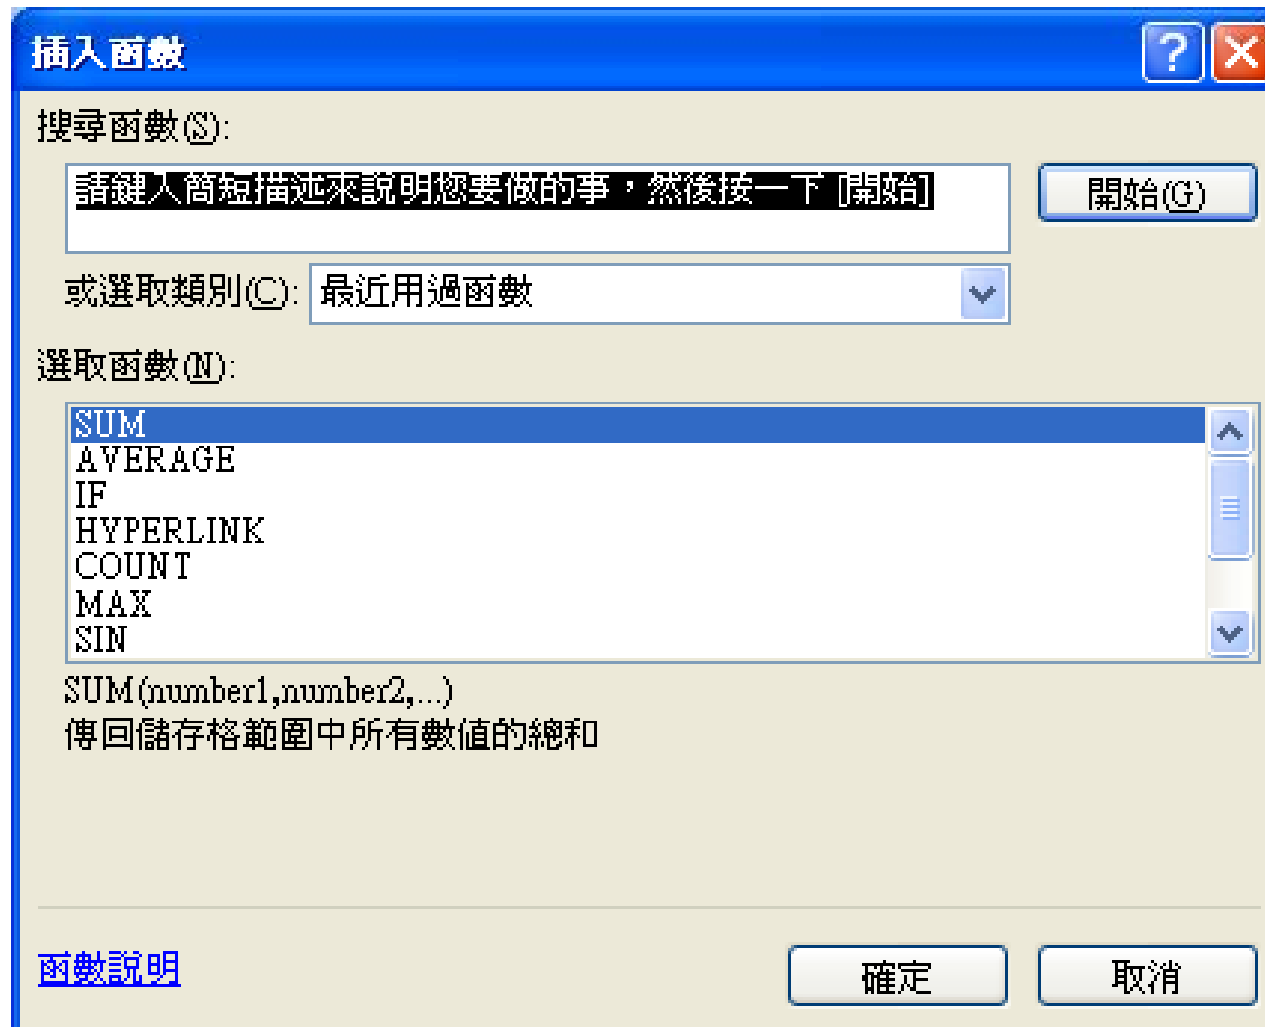 插入函數
搜尋函數(S):
請鍵入簡短描述來說明您要做的事，然後按一下 [開始]
開始(G)
或選取類別(C):
最近用過函數
選取函數(N):
SUM
AVERAGE
IF
HYPERLINK
COUNT
MAX
SIN
SUM(number1,number2,...)
傳回儲存格範圍中所有數值的總和
函數說明
確定
取消